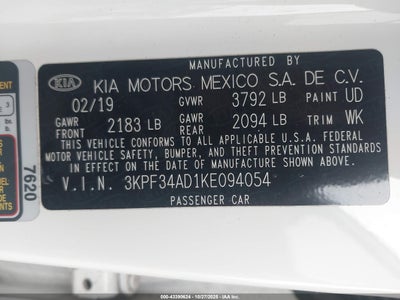 KIA KIA MOTORS MEXICO S.A. DE C.V.
02/19 GVWR 3792 LB PAINT UD
GAWR FRONT 2183 LB GAWR REAR 2094 LB TRIM WK
THIS VEHICLE CONFORMS TO ALL APPLICABLE U.S.A. FEDERAL
MOTOR VEHICLE SAFETY, BUMPER, AND THEFT PREVENTION STANDARDS
IN EFFECT ON THE DATE OF MANUFACTURE SHOWN ABOVE.
V.I.N. 3KPF34AD1KE094054
PASSENGER CAR
7620
000-43390624 - 10/27/2025 - IAA Inc.